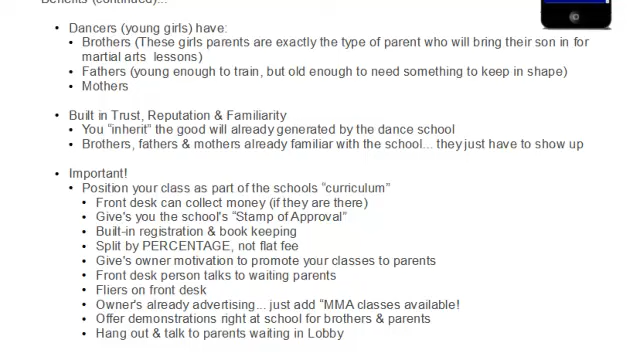 Benefits (continued)...
Dancers (young girls) have:
Brothers (These girls parents are exactly the type of parent who will bring their son in for
martial arts lessons)
Fathers (young enough to train, but old enough to need something to keep in shape)
Mothers
Built in Trust, Reputation & Familiarity
You “inherit” the good will already generated by the dance school
Brothers, fathers & mothers already familiar with the school... they just have to show up
Important!
Position your class as part of the schools “curriculum”
Front desk can collect money (if they are there)
Give's you the school's “Stamp of Approval”
Built-in registration & book keeping
Split by PERCENTAGE, not flat fee
Give's owner motivation to promote your classes to parents
Front desk person talks to waiting parents
Fliers on front desk
Owner's already advertising... just add “MMA classes available!
Offer demonstrations right at school for brothers & parents
Hang out & talk to parents waiting in Lobby